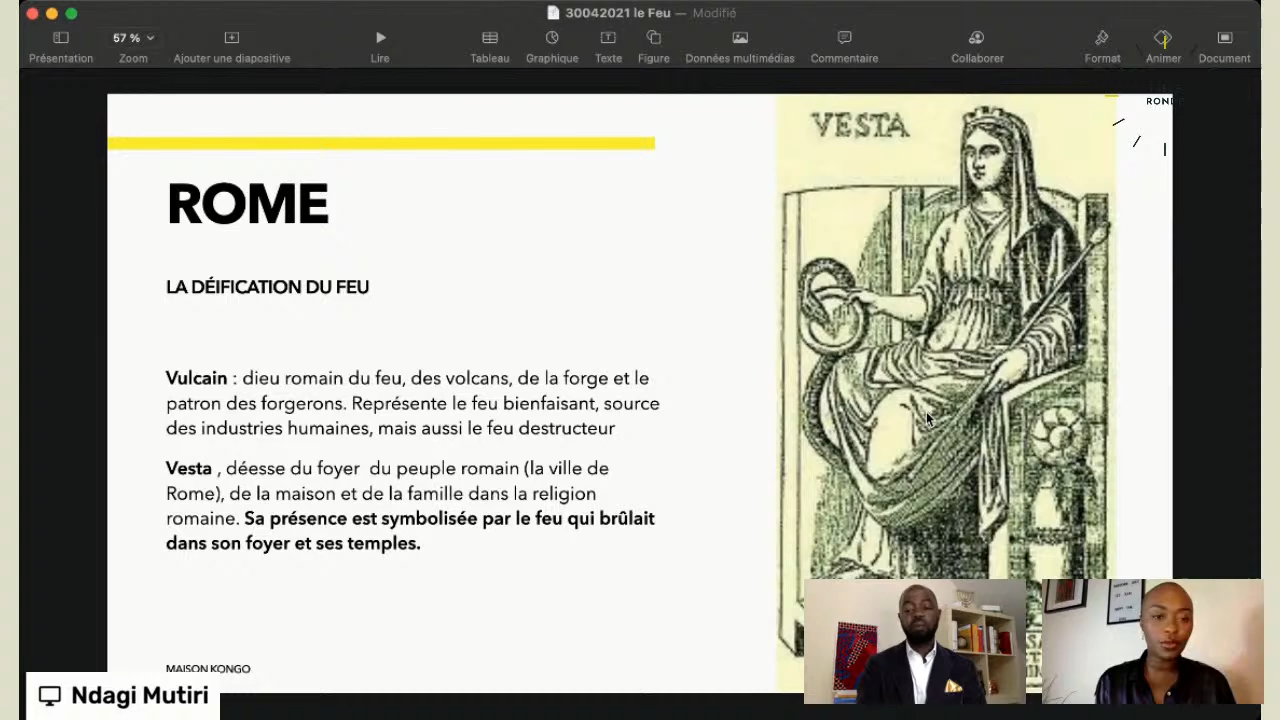 30042021 le Feu — Modifié
57 %
Présentation Zoom Ajouter une diapositive Lire Tableau Graphique Texte Figure Données multimédias Commentaire Collaborer Format Animer Document
VESTA
ROME
LA DÉIFICATION DU FEU
Vulcain : dieu romain du feu, des volcans, de la forge et le
patron des forgerons. Représente le feu bienfaisant, source
des industries humaines, mais aussi le feu destructeur
Vesta , déesse du foyer du peuple romain (la ville de
Rome), de la maison et de la famille dans la religion
romaine. Sa présence est symbolisée par le feu qui brûlait
dans son foyer et ses temples.
MAISON KONGO
Ndagi Mutiri